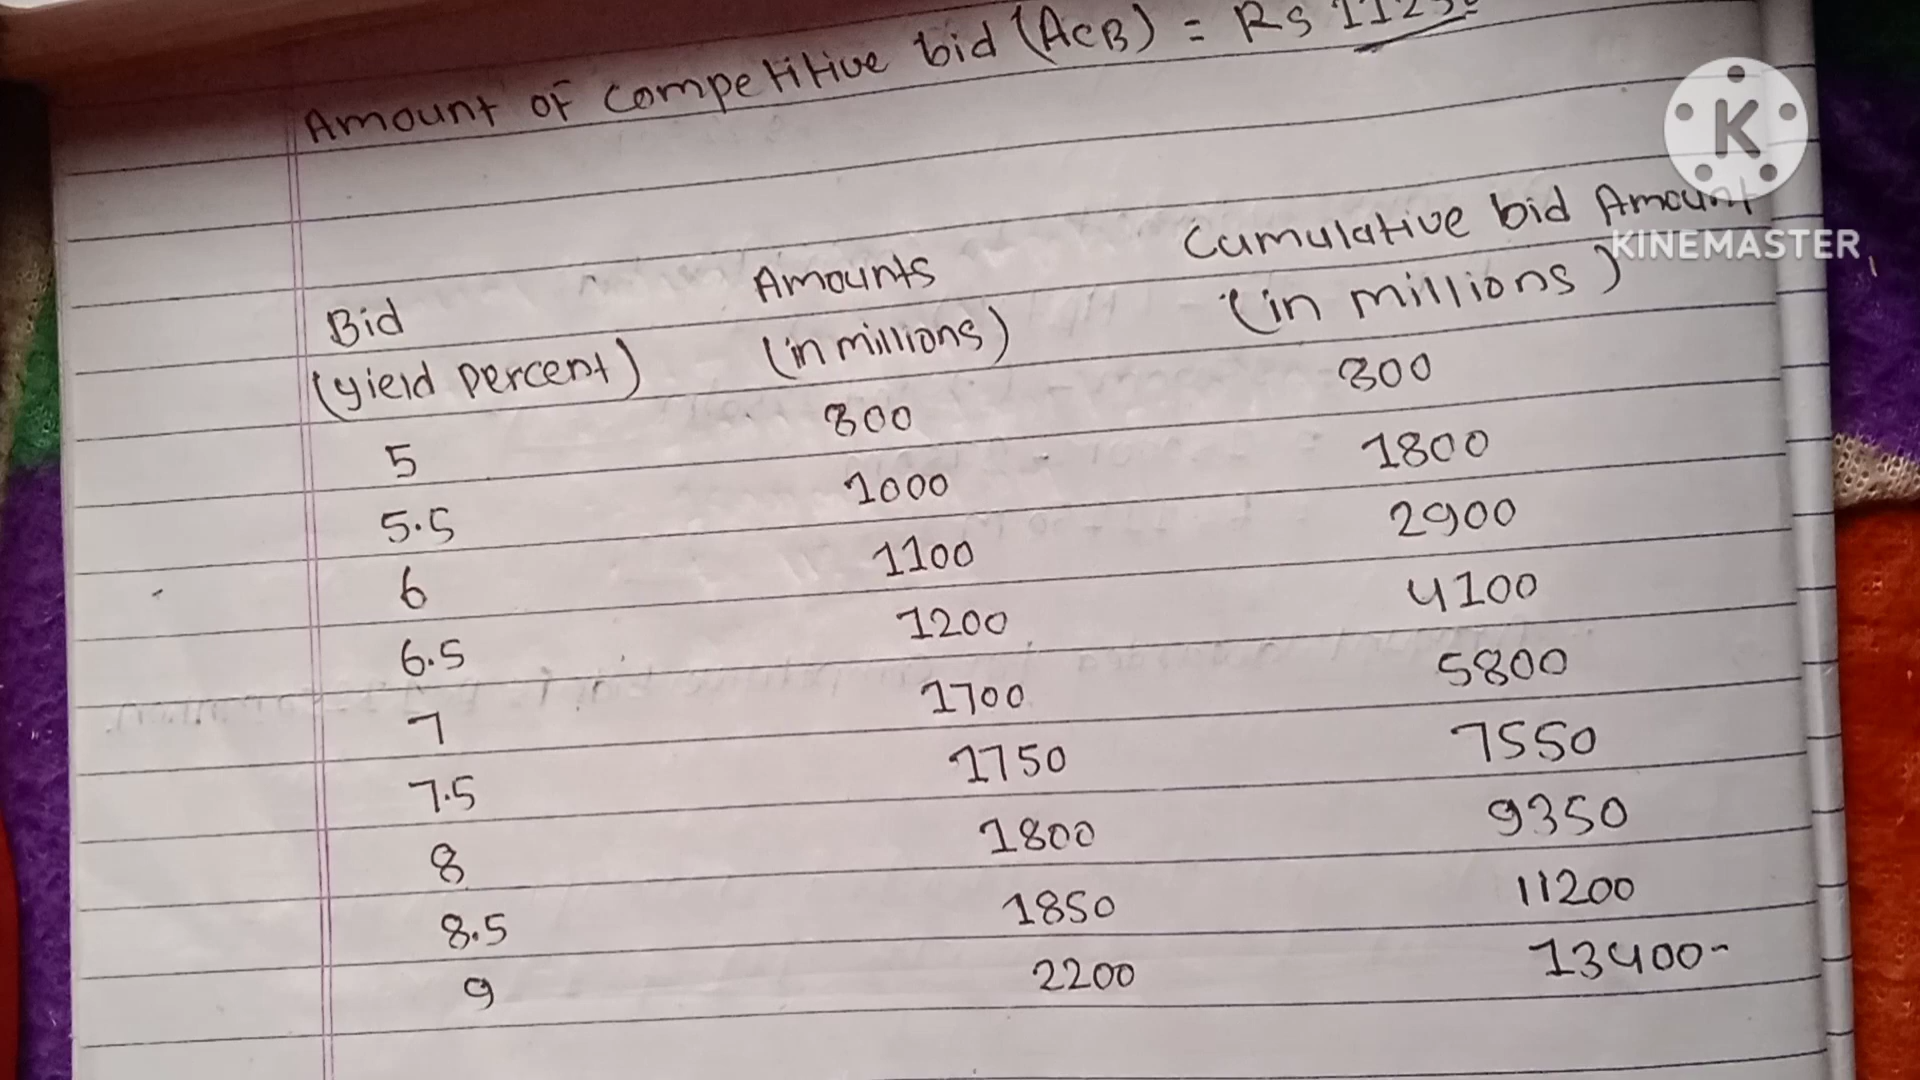 Amount of competitive bid (ACB) = Rs
Bid Amounts Cumulative bid Amount
(yield percent) (in millions) (in millions)
5 800 800
5.5 1000 1800
6 1100 2900
6.5 1200 4100
7 1700 5800
7.5 1750 7550
8 1800 9350
8.5 1850 11200
9 2200 13400-
K
KINEMASTER